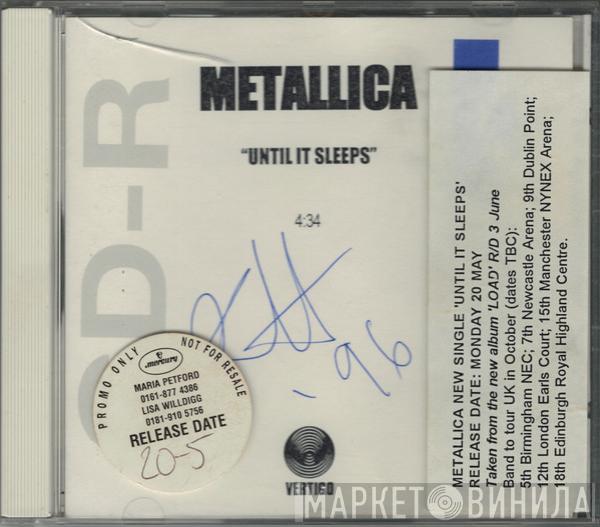 CD-R
METALLICA
"UNTIL IT SLEEPS"
4:34
- 96
VERTIGO
PROMO ONLY
NOT FOR RESALE
mercury
MARIA PETFORD
0161-877 4386
LISA WILLDIGG
0181-910 5756
RELEASE DATE
20-5
METALLICA NEW SINGLE 'UNTIL IT SLEEPS'
RELEASE DATE: MONDAY 20 MAY
Taken from the new album 'LOAD' R/D 3 June
Band to tour UK in October (dates TBC):
5th Birmingham NEC; 7th Newcastle Arena; 9th Dublin Point;
12th London Earls Court; 15th Manchester NYNEX Arena;
18th Edinburgh Royal Highland Centre.
МАРКЕТ ВИНИЛА